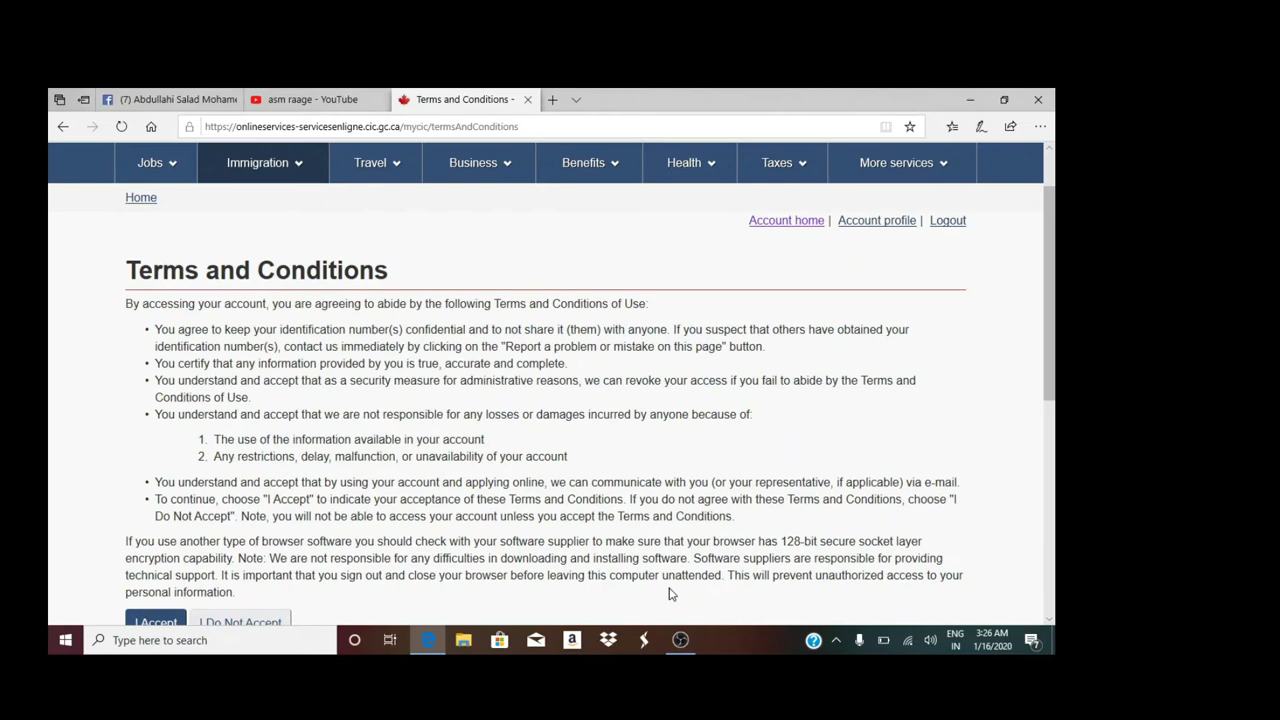 (7) Abdullahi Salad Mohame
asm raage - YouTube
Terms and Conditions -
https://onlineservices-servicesenligne.cic.gc.ca/mycic/termsAndConditions
Jobs
Immigration
Travel
Business
Benefits
Health
Taxes
More services
Home
Account home | Account profile | Logout
Terms and Conditions
By accessing your account, you are agreeing to abide by the following Terms and Conditions of Use:
• You agree to keep your identification number(s) confidential and to not share it (them) with anyone. If you suspect that others have obtained your
identification number(s), contact us immediately by clicking on the "Report a problem or mistake on this page" button.
• You certify that any information provided by you is true, accurate and complete.
• You understand and accept that as a security measure for administrative reasons, we can revoke your access if you fail to abide by the Terms and
Conditions of Use.
• You understand and accept that we are not responsible for any losses or damages incurred by anyone because of:
1. The use of the information available in your account
2. Any restrictions, delay, malfunction, or unavailability of your account
• You understand and accept that by using your account and applying online, we can communicate with you (or your representative, if applicable) via e-mail.
• To continue, choose "I Accept" to indicate your acceptance of these Terms and Conditions. If you do not agree with these Terms and Conditions, choose "I
Do Not Accept". Note, you will not be able to access your account unless you accept the Terms and Conditions.
If you use another type of browser software you should check with your software supplier to make sure that your browser has 128-bit secure socket layer
encryption capability. Note: We are not responsible for any difficulties in downloading and installing software. Software suppliers are responsible for providing
technical support. It is important that you sign out and close your browser before leaving this computer unattended. This will prevent unauthorized access to your
personal information.
I Accept
I Do Not Accept
Type here to search
ENG
IN
3:26 AM
1/16/2020
7